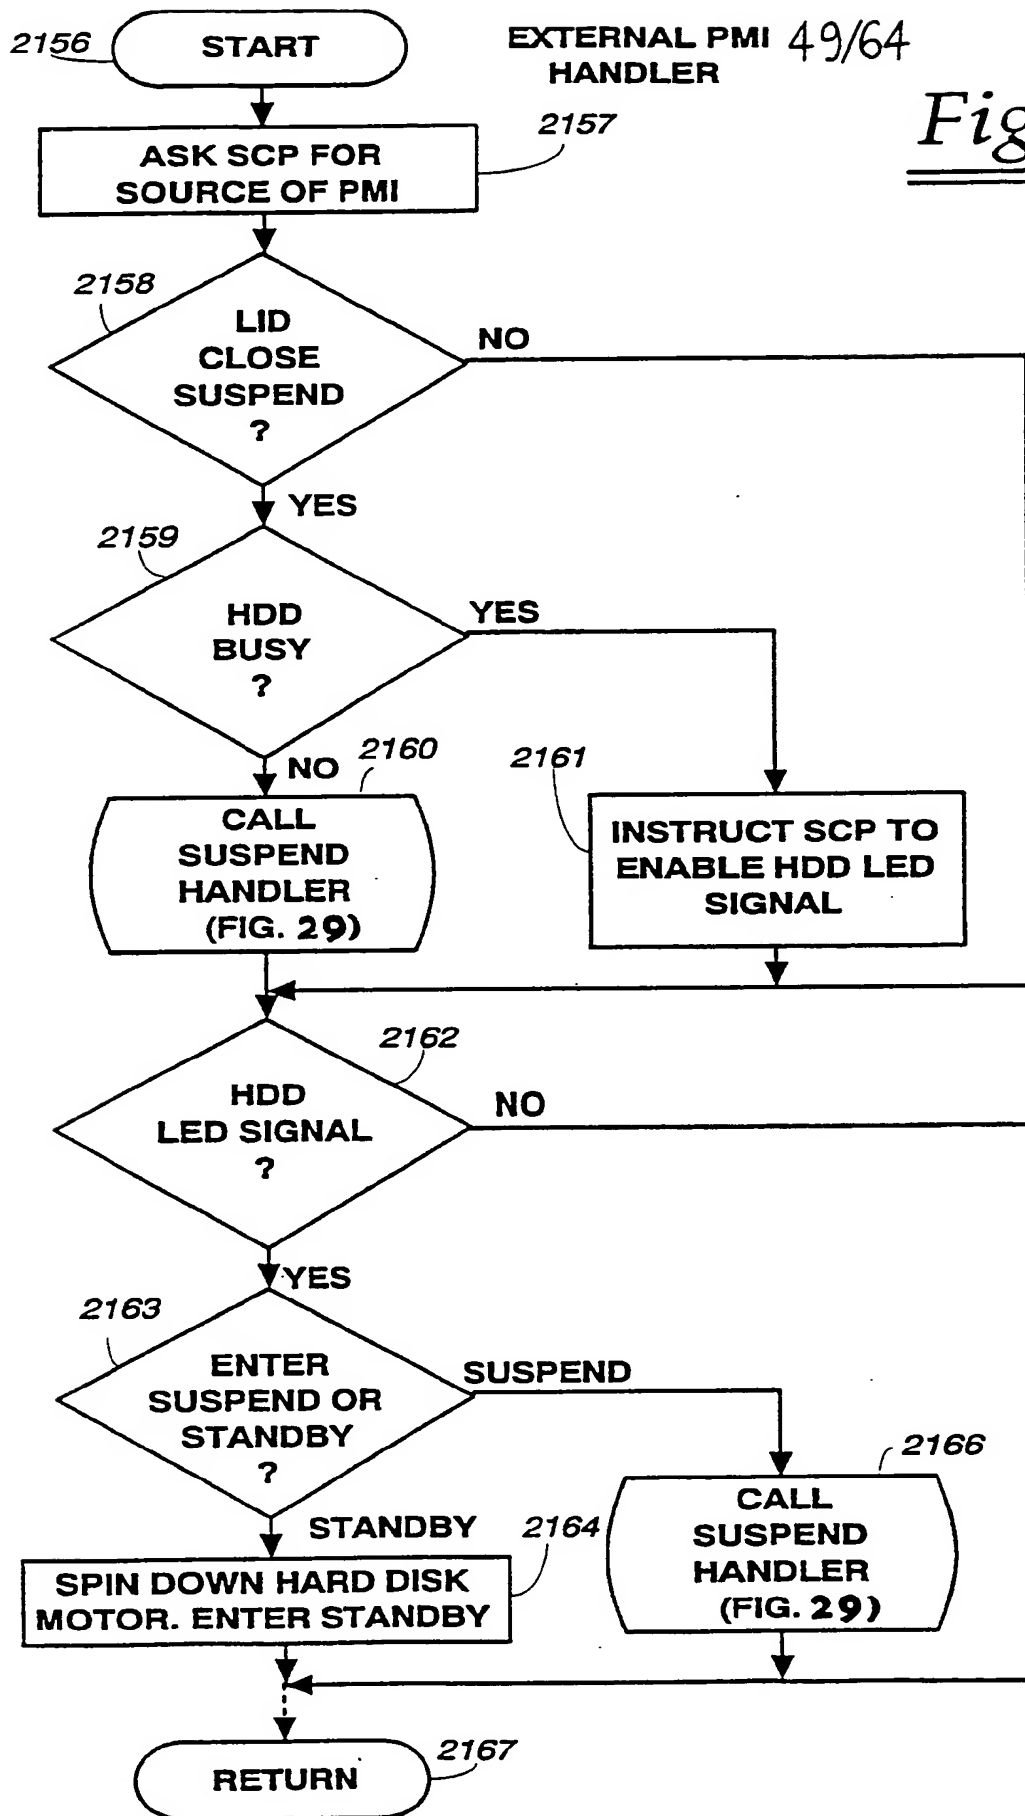 2156
START
EXTERNAL PMI
HANDLER
49/64
Fig
2157
ASK SCP FOR
SOURCE OF PMI
2158
LID
CLOSE
SUSPEND
?
NO
YES
2159
HDD
BUSY
?
YES
NO
2160
CALL
SUSPEND
HANDLER
(FIG. 29)
2161
INSTRUCT SCP TO
ENABLE HDD LED
SIGNAL
2162
HDD
LED SIGNAL
?
NO
YES
2163
ENTER
SUSPEND OR
STANDBY
?
SUSPEND
STANDBY
2164
SPIN DOWN HARD DISK
MOTOR. ENTER STANDBY
2166
CALL
SUSPEND
HANDLER
(FIG. 29)
RETURN
2167